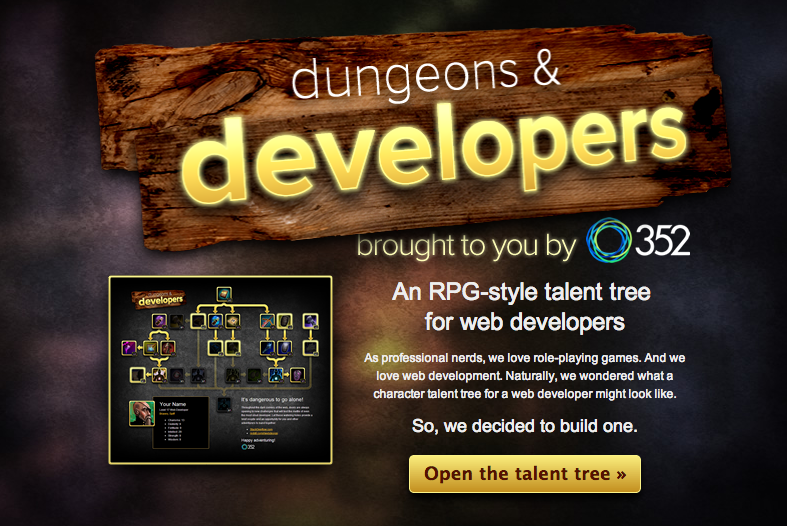 dungeons &
developers
brought to you by 352
An RPG-style talent tree
for web developers
As professional nerds, we love role-playing games. And we
love web development. Naturally, we wondered what a
character talent tree for a web developer might look like.
So, we decided to build one.
Open the talent tree »
dungeons &
developers
Your Name
It's dangerous to go alone!
Happy adventuring!
352